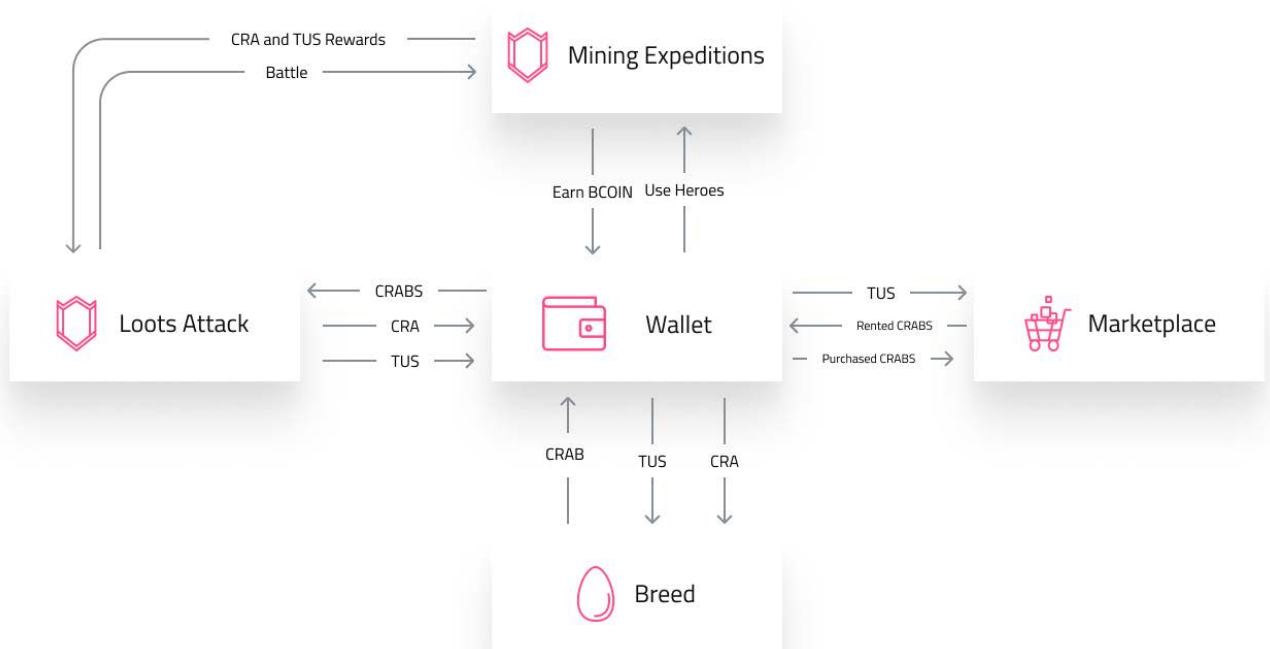 CRA and TUS Rewards
Battle
Mining Expeditions
Earn BCOIN
Use Heroes
Loots Attack
CRABS
CRA
TUS
Wallet
TUS
Rented CRABS
Purchased CRABS
Marketplace
CRAB
TUS
CRA
Breed